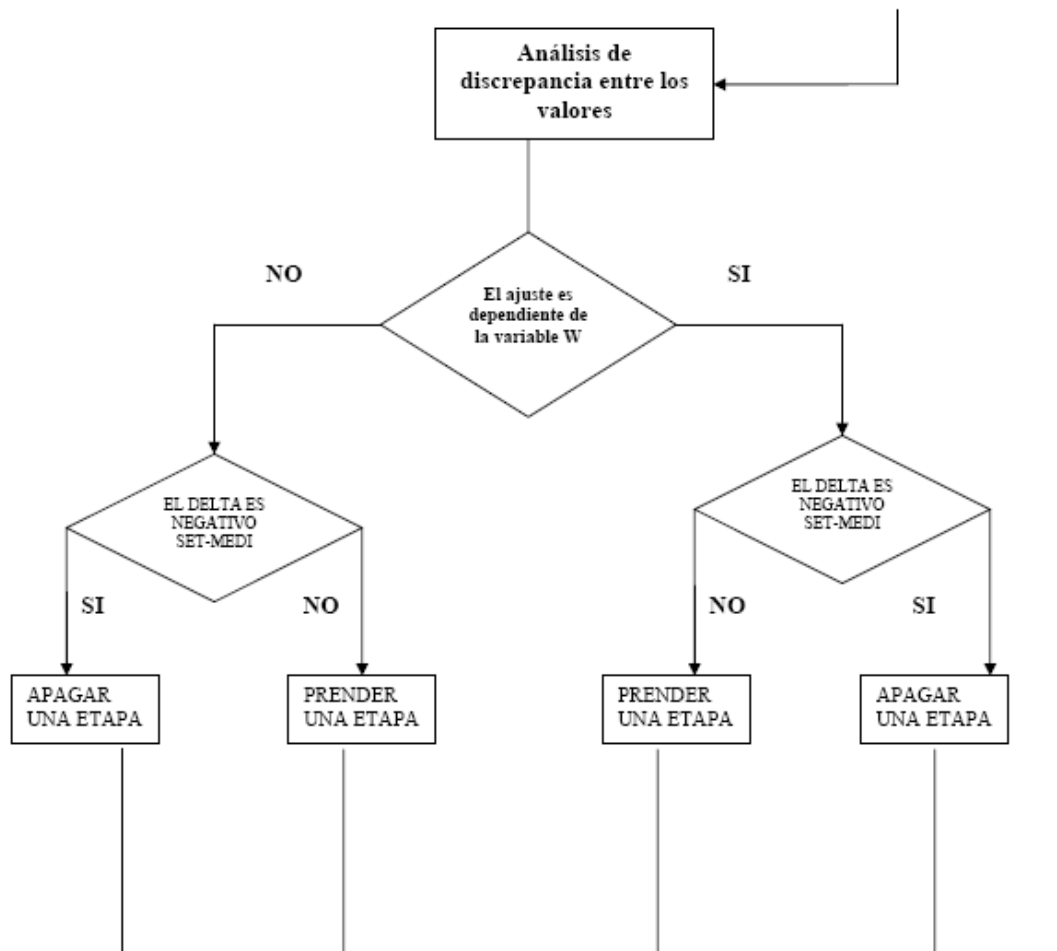 Análisis de
discrepancia entre los
valores
NO
SI
El ajuste es
dependiente de
la variable W
EL DELTA ES
NEGATIVO
SET-MEDI
EL DELTA ES
NEGATIVO
SET-MEDI
SI
NO
NO
SI
APAGAR
UNA ETAPA
PRENDER
UNA ETAPA
PRENDER
UNA ETAPA
APAGAR
UNA ETAPA